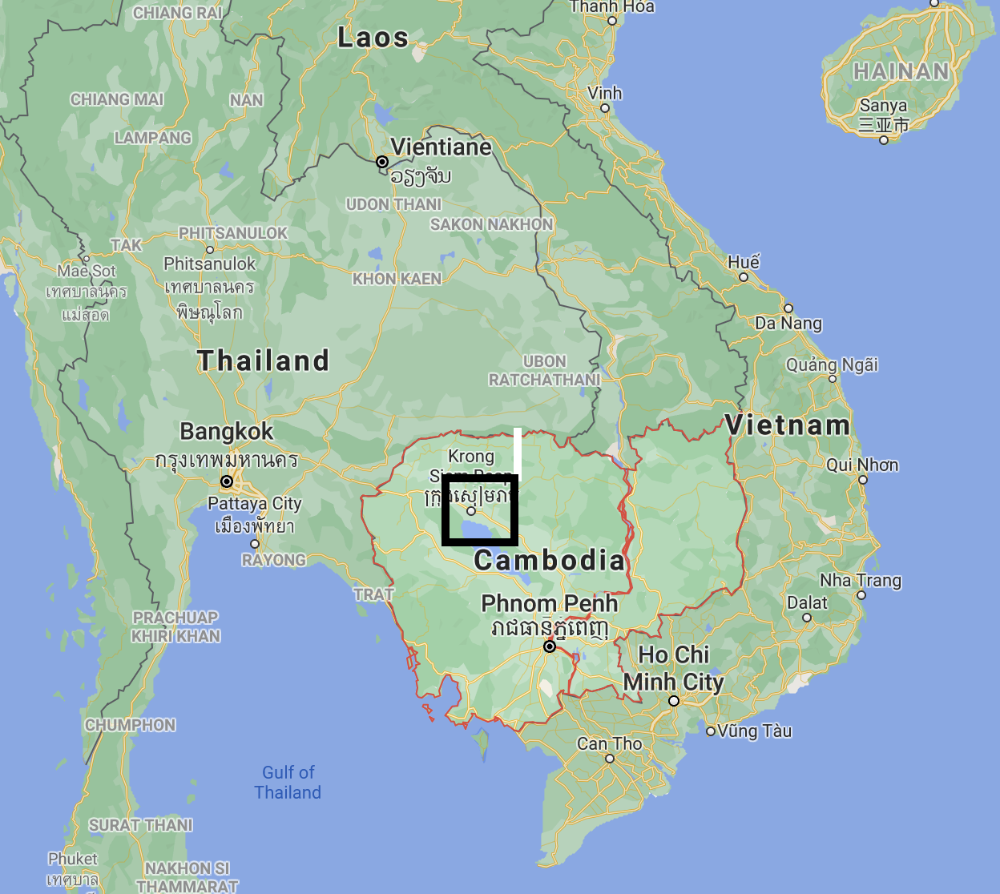 Thanh Hóa
CHIANG RAI
Laos
HAINAN
Vinh
CHIANG MAI
NAN
Sanya
三亚市
LAMPANG
Vientiane
ວຽງຈັນ
UDON THANI
SAKON NAKHON
PHITSANULOK
TAK
Phitsanulok
เทศบาลนคร
พิษณุโลก
Mae Sot
เทศบาลนคร
แม่สอด
KHON KAEN
Huế
Da Nang
Thailand
UBON
RATCHATHANI
Quảng Ngãi
Vietnam
Bangkok
กรุงเทพมหานคร
Krong
Qui Nhơn
Pattaya City
เมืองพัทยา
RAYONG
Cambodia
Nha Trang
TRAT
Phnom Penh
រាជធានីភ្នំពេញ
Dalat
PRACHUAP
KHIRI KHAN
Ho Chi
Minh City
CHUMPHON
Vũng Tàu
Can Tho
Gulf of
Thailand
SURAT THANI
Phuket
เทศบาล
NAKHON SI
THAMMARAT